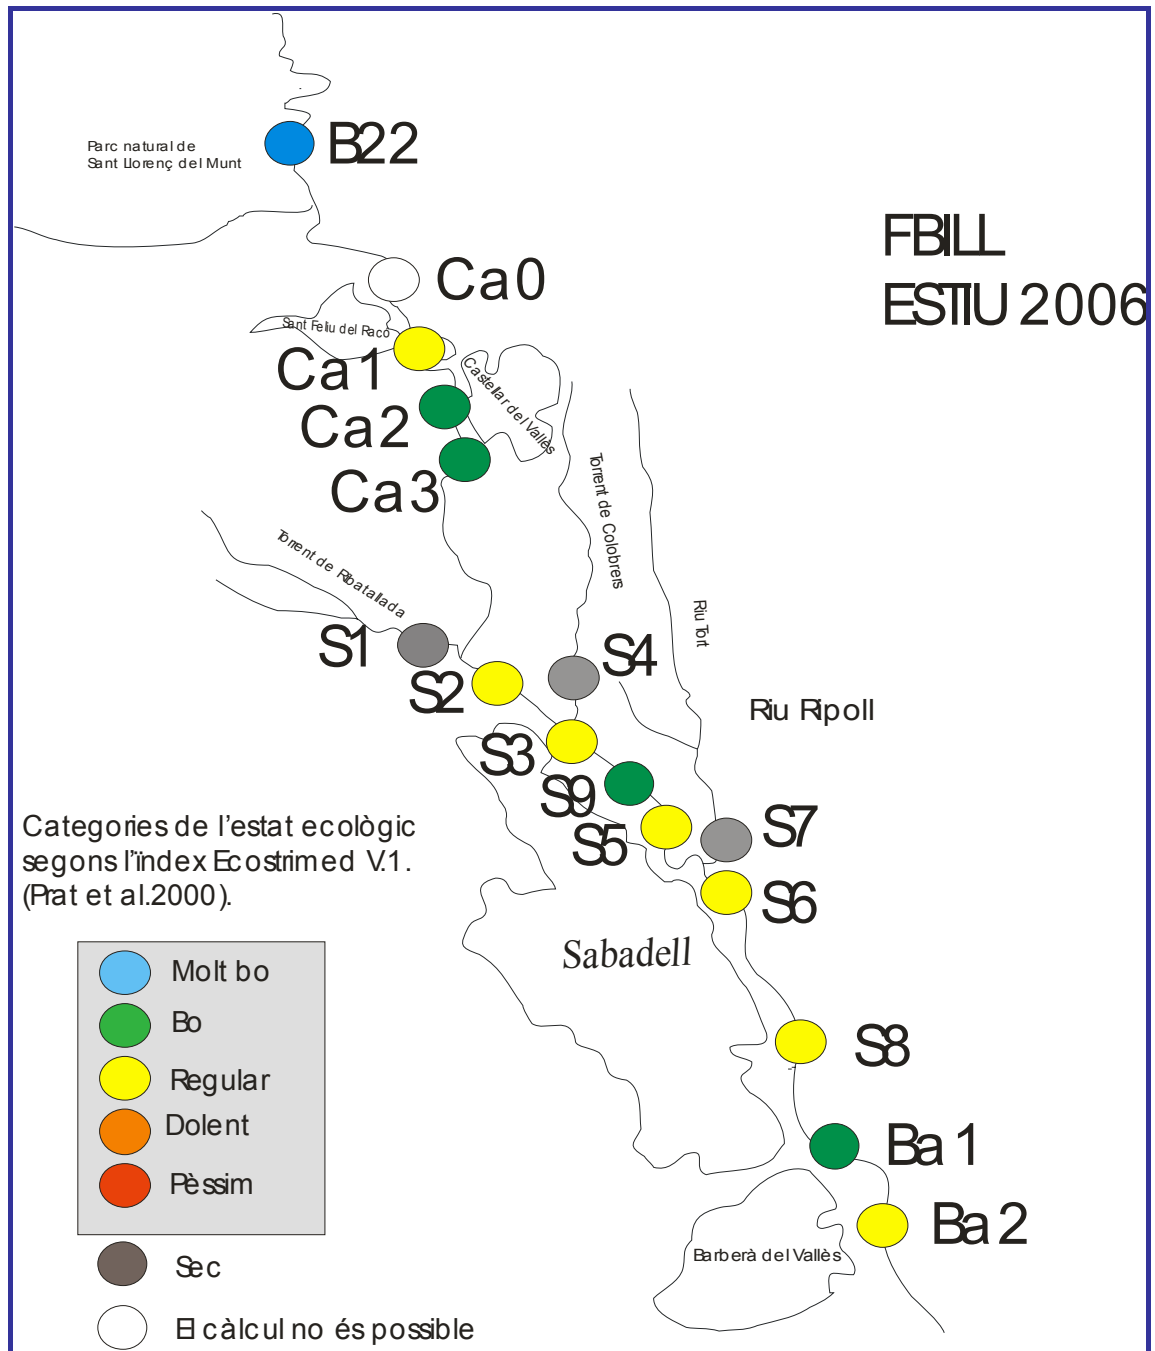 Parc natural de
Sant Llorenç del Munt
B22
FBILL
ESTIU 2006
Ca0
Sant Feliu del Racó
Ca1
Castellar del Vallès
Ca2
Ca3
Torrent de Colobrers
Torrent de Ribatallada
Riu Tort
S1
S4
S2
Riu Ripoll
S3
S9
S7
S5
S6
Categories de l'estat ecològic
segons l'ïndex Ecostrimed V.1.
(Prat et al.2000).
Sabadell
Molt bo
Bo
Regular
Dolent
Pèssim
Sec
El càlcul no és possible
S8
Ba1
Ba2
Barberà del Vallès